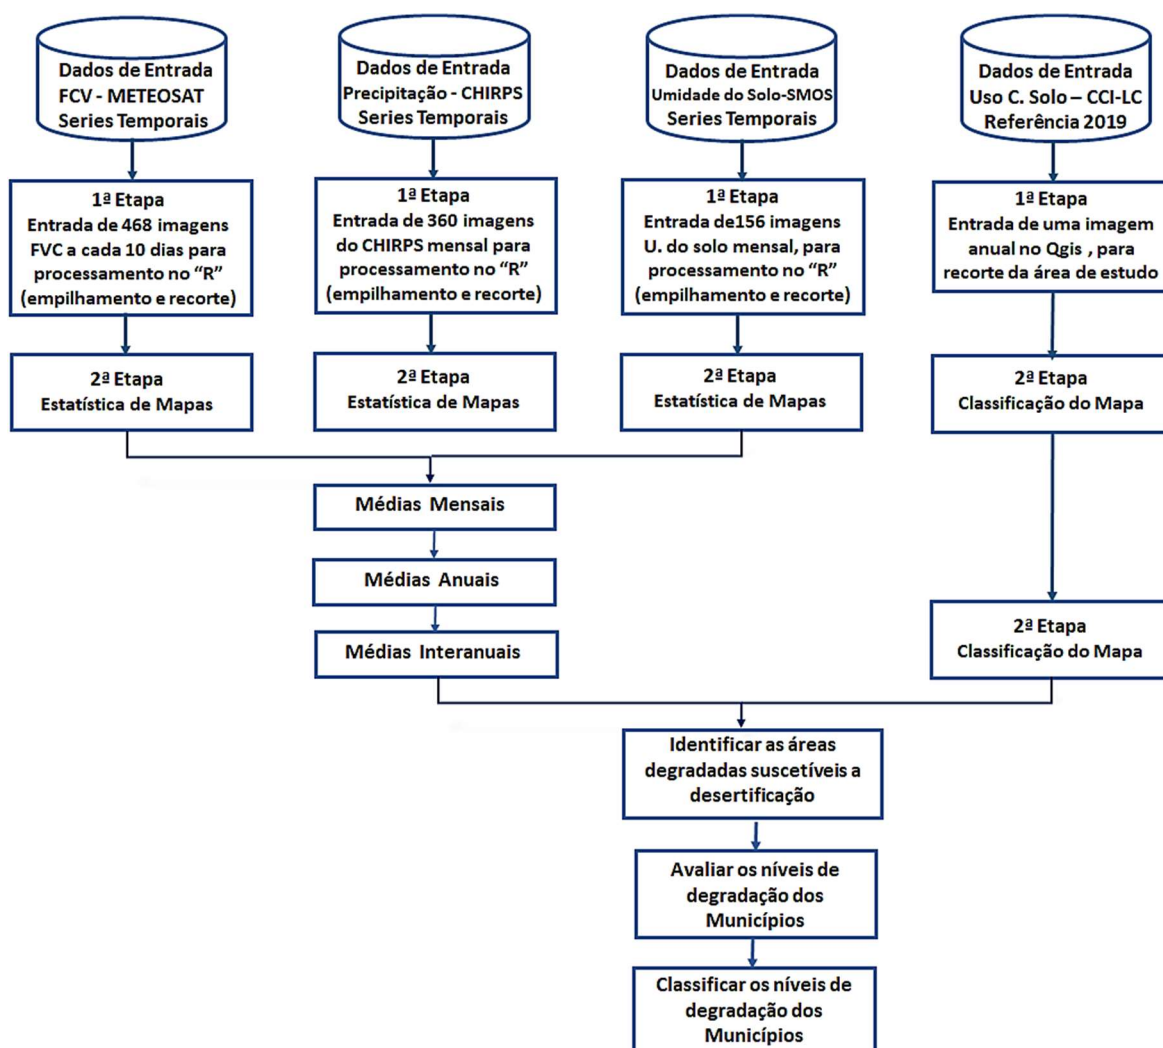 Dados de Entrada
FCV - METEOSAT
Series Temporais
Dados de Entrada
Precipitação - CHIRPS
Series Temporais
Dados de Entrada
Umidade do Solo-SMOS
Series Temporais
Dados de Entrada
Uso C. Solo – CCI-LC
Referência 2019
1ª Etapa
Entrada de 468 imagens
FVC a cada 10 dias para
processamento no “R”
(empilhamento e recorte)
1ª Etapa
Entrada de 360 imagens
do CHIRPS mensal para
processamento no “R”
(empilhamento e recorte)
1ª Etapa
Entrada de156 imagens
U. do solo mensal, para
processamento no “R”
(empilhamento e recorte)
1ª Etapa
Entrada de uma imagem
anual no Qgis , para
recorte da área de estudo
2ª Etapa
Estatística de Mapas
2ª Etapa
Estatística de Mapas
2ª Etapa
Estatística de Mapas
2ª Etapa
Classificação do Mapa
Médias Mensais
Médias Anuais
Médias Interanuais
2ª Etapa
Classificação do Mapa
Identificar as áreas
degradadas suscetíveis a
desertificação
Avaliar os níveis de
degradação dos
Municípios
Classificar os níveis de
degradação dos
Municípios